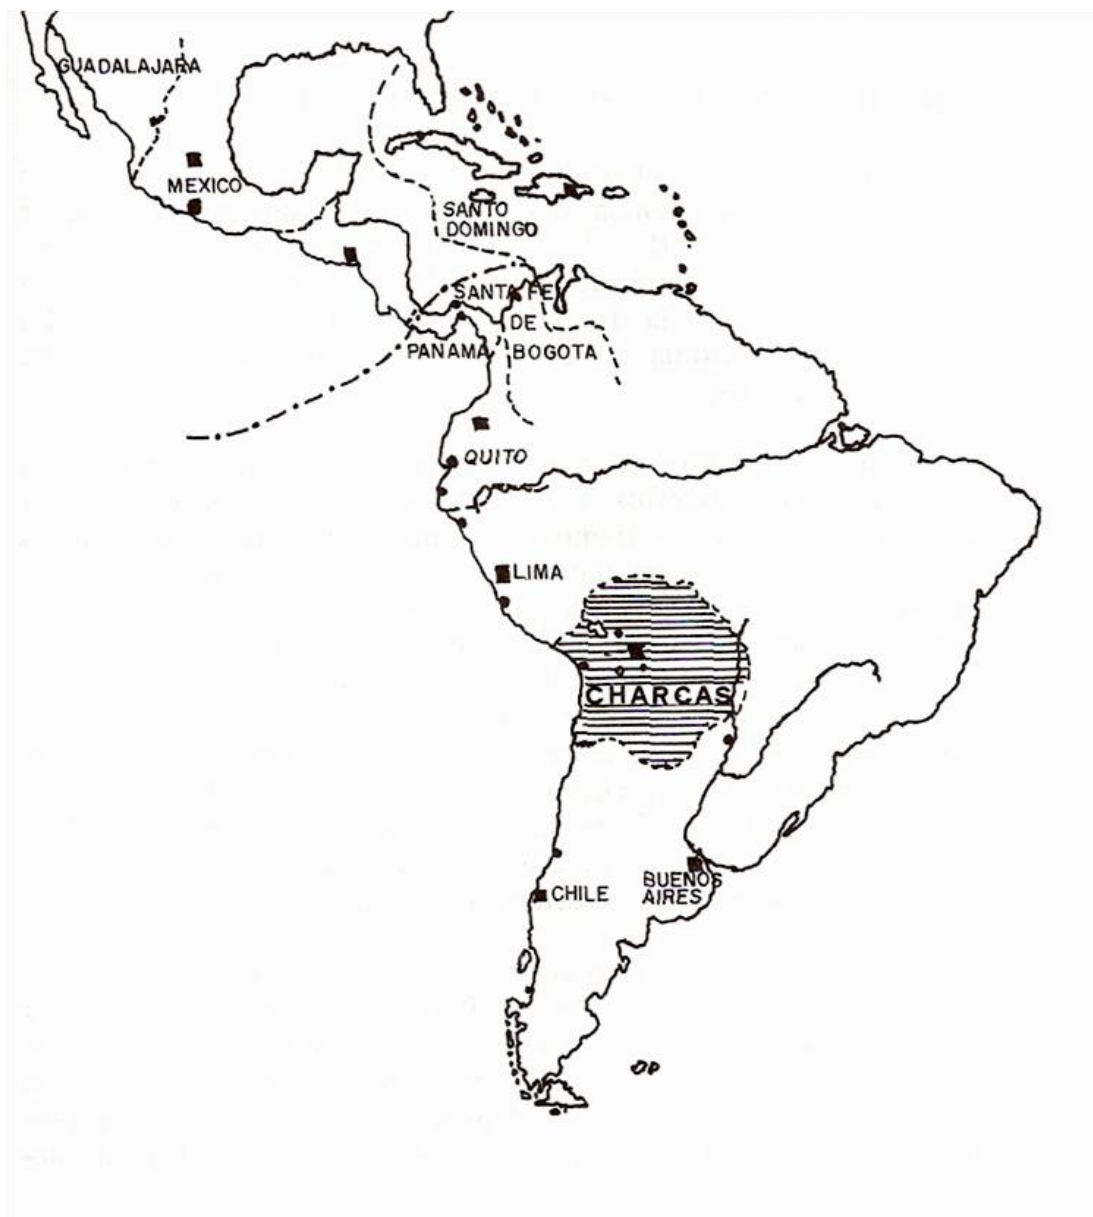 GUADALAJARA
MEXICO
SANTO
DOMINGO
SANTA FE
DE
PANAMA
BOGOTA
QUITO
LIMA
CHARCAS
BUENOS
AIRES
CHILE